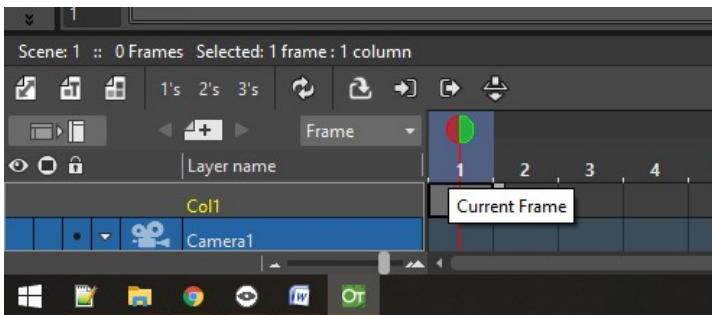 1
Scene: 1 :: 0 Frames Selected: 1 frame : 1 column
T 1's 2's 3's
Frame
Layer name 1 2 3 4
Col1
Current Frame
Camera1
W OT